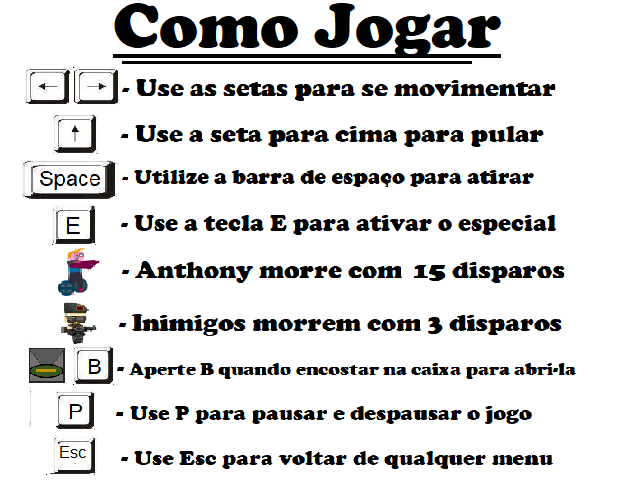 Como Jogar
- Use as setas para se movimentar
- Use a seta para cima para pular
Space - Utilize a barra de espaço para atirar
E - Use a tecla E para ativar o especial
- Anthony morre com 15 disparos
- Inimigos morrem com 3 disparos
B - Aperte B quando encostar na caixa para abri-la
P - Use P para pausar e despausar o jogo
Esc - Use Esc para voltar de qualquer menu